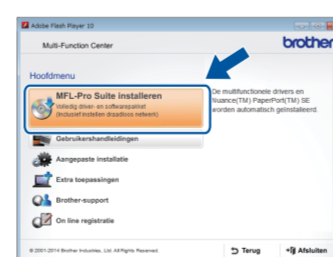 Adobe Flash Player 10
Multi-Function Center
brother
Hoofdmenu
MFL-Pro Suite installeren
Volledig driver- en softwarepakket
(inclusief instellen draadloos netwerk)
De multifunctionele drivers en
Nuance(TM) PaperPort(TM) SE
worden automatisch geïnstalleerd.
Gebruikershandleidingen
Aangepaste installatie
Extra toepassingen
Brother-support
On line registratie
© 2001-2014 Brother Industries, Ltd. All Rights Reserved.
Terug
Afsluiten